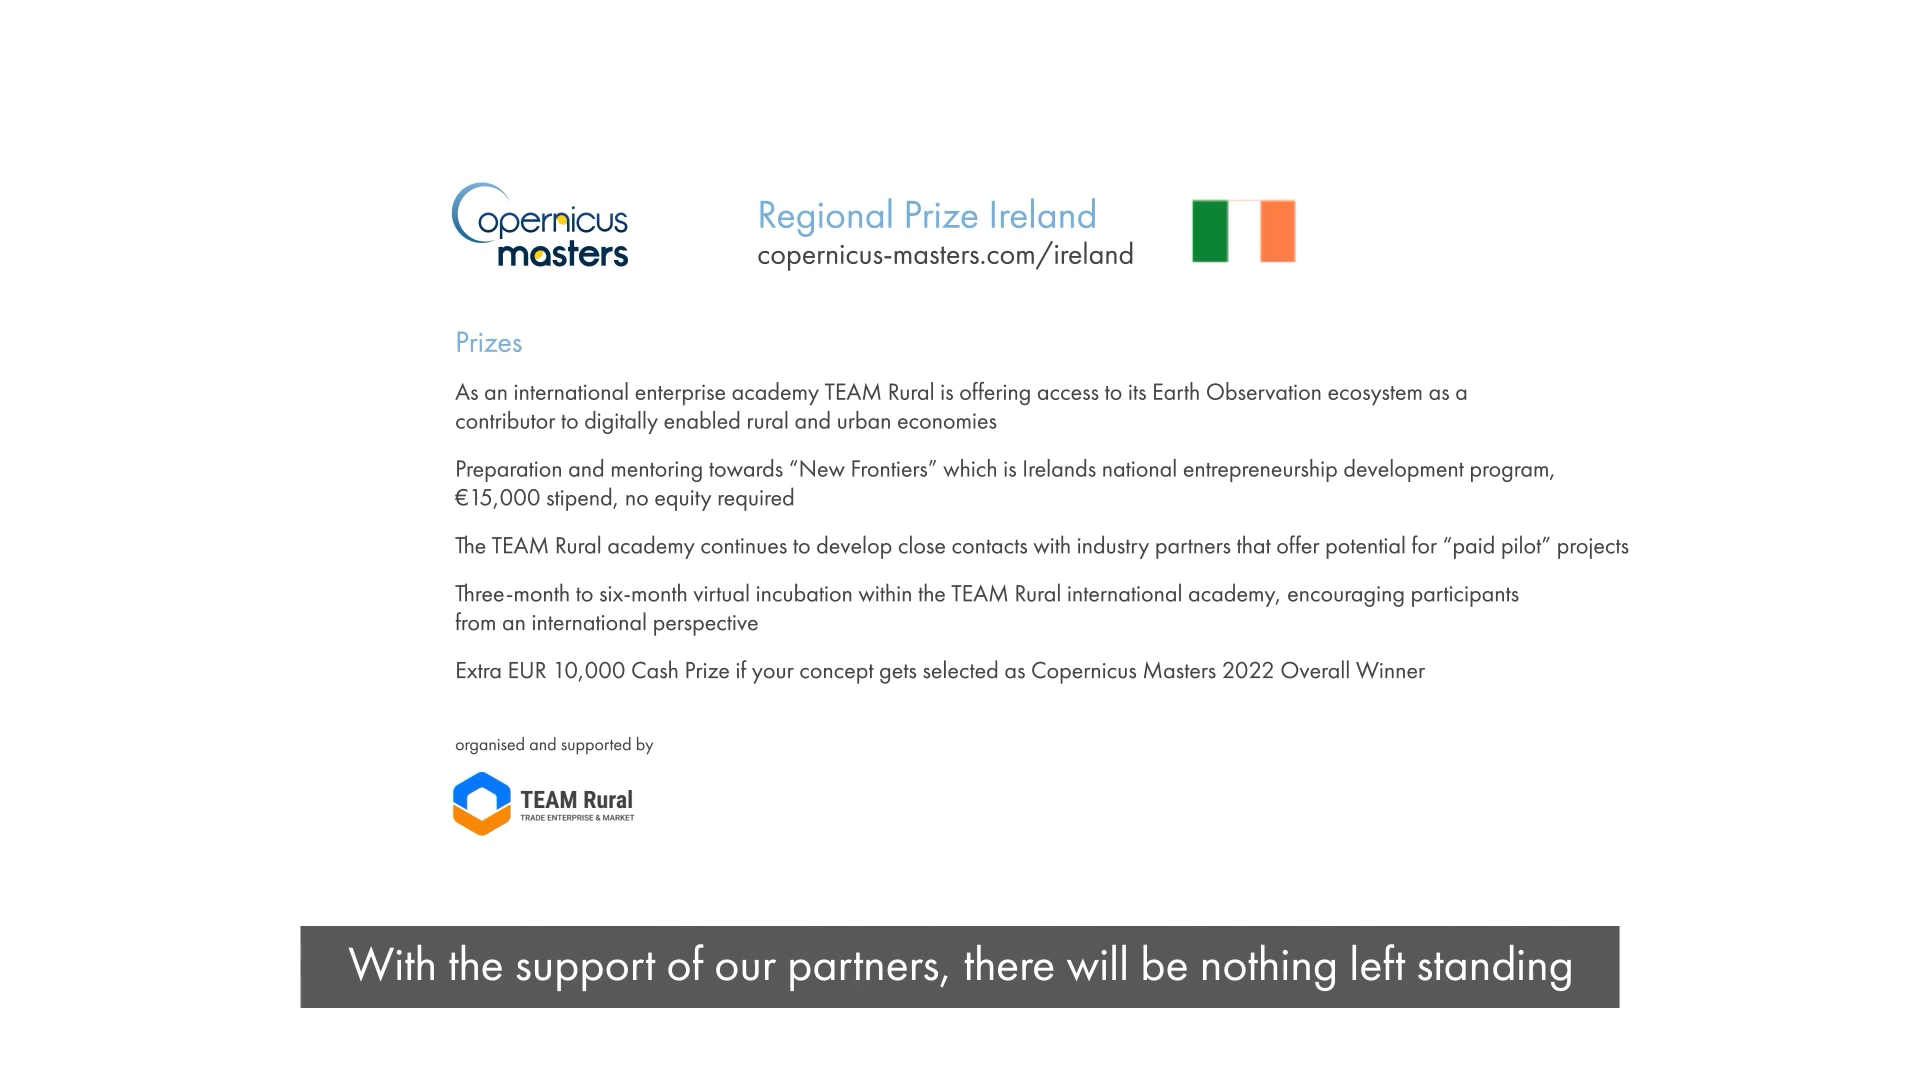 Copernicus
masters
Regional Prize Ireland
copernicus-masters.com/ireland
Prizes
As an international enterprise academy TEAM Rural is offering access to its Earth Observation ecosystem as a
contributor to digitally enabled rural and urban economies
Preparation and mentoring towards “New Frontiers” which is Irelands national entrepreneurship development program,
€15,000 stipend, no equity required
The TEAM Rural academy continues to develop close contacts with industry partners that offer potential for “paid pilot” projects
Three-month to six-month virtual incubation within the TEAM Rural international academy, encouraging participants
from an international perspective
Extra EUR 10,000 Cash Prize if your concept gets selected as Copernicus Masters 2022 Overall Winner
organised and supported by
TEAM Rural
TRADE ENTERPRISE & MARKET
With the support of our partners, there will be nothing left standing